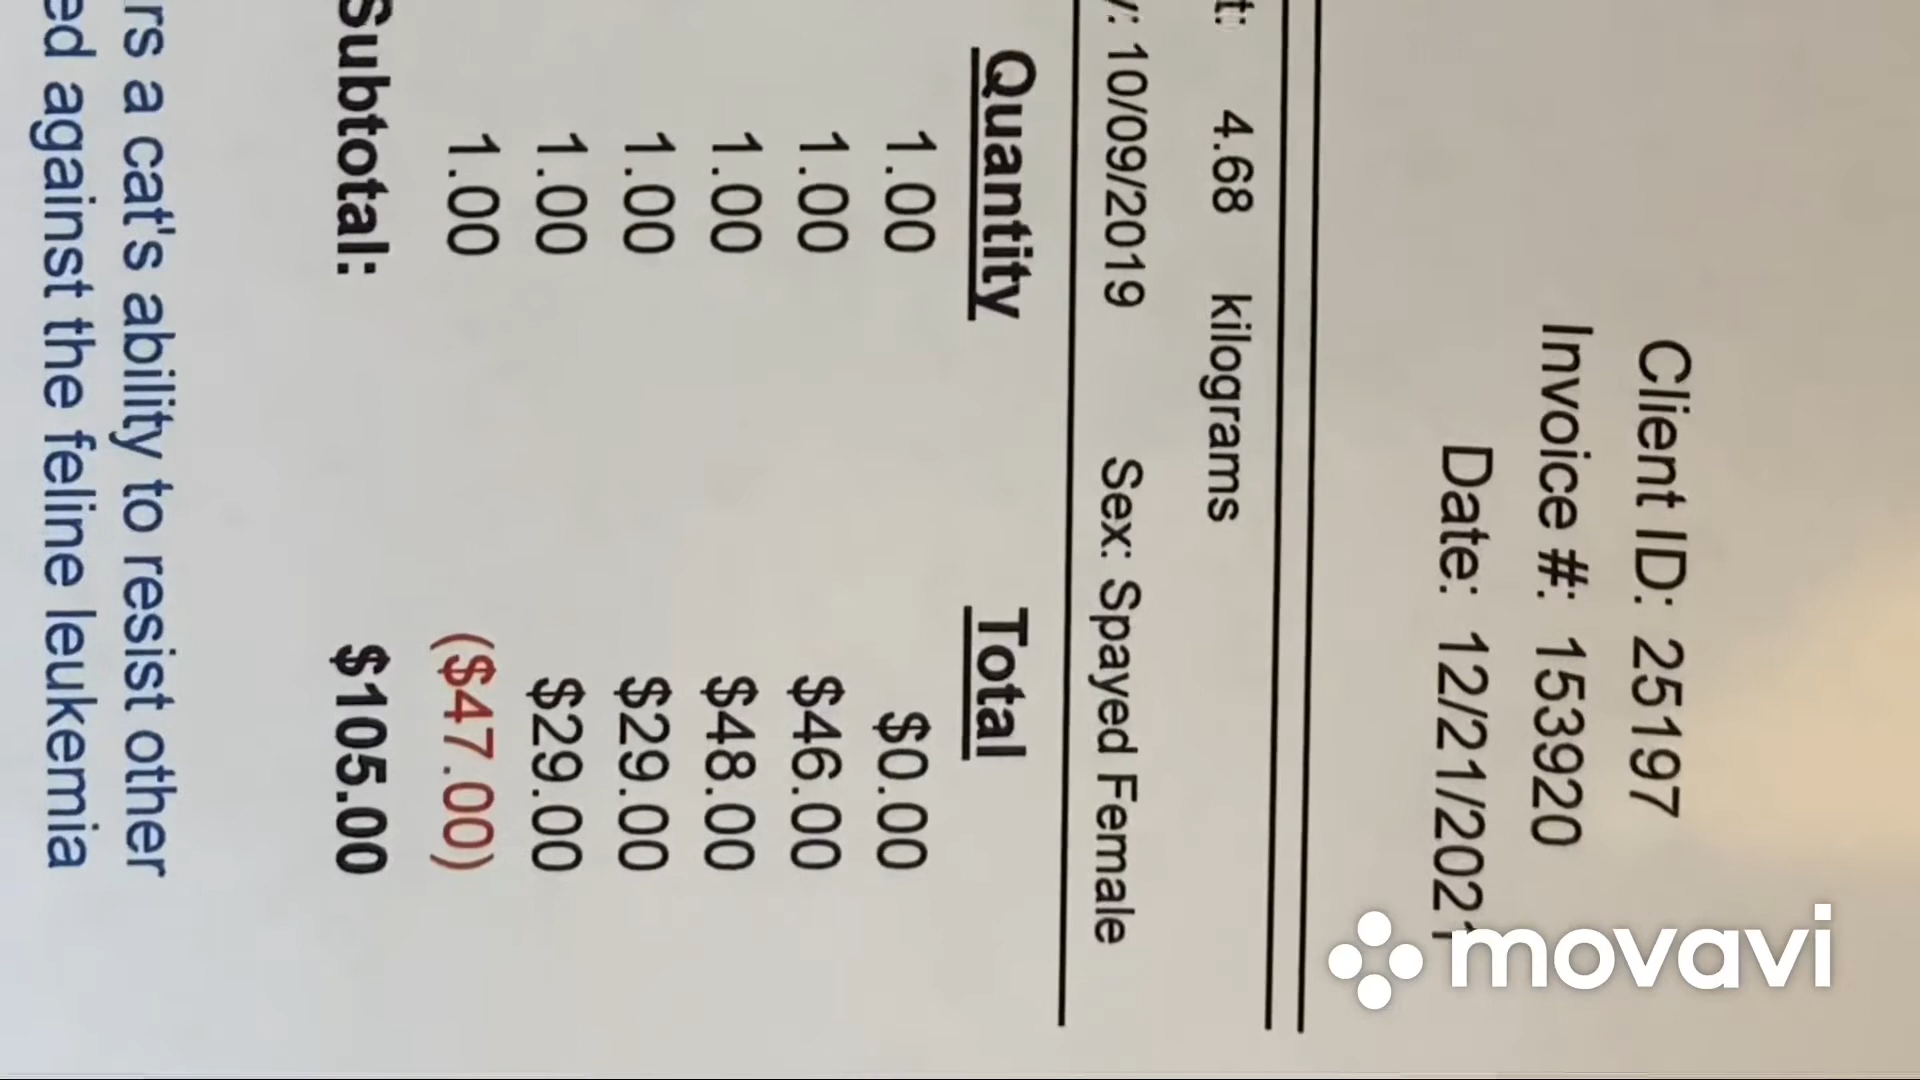 Client ID: 25197
Invoice #: 153920
Date: 12/21/2021
t: 4.68 kilograms
y: 10/09/2019 Sex: Spayed Female
Quantity Total
1.00 $0.00
1.00 $46.00
1.00 $48.00
1.00 $29.00
1.00 $29.00
1.00 ($47.00)
Subtotal: $105.00
rs a cat's ability to resist other
ed against the feline leukemia
movavi